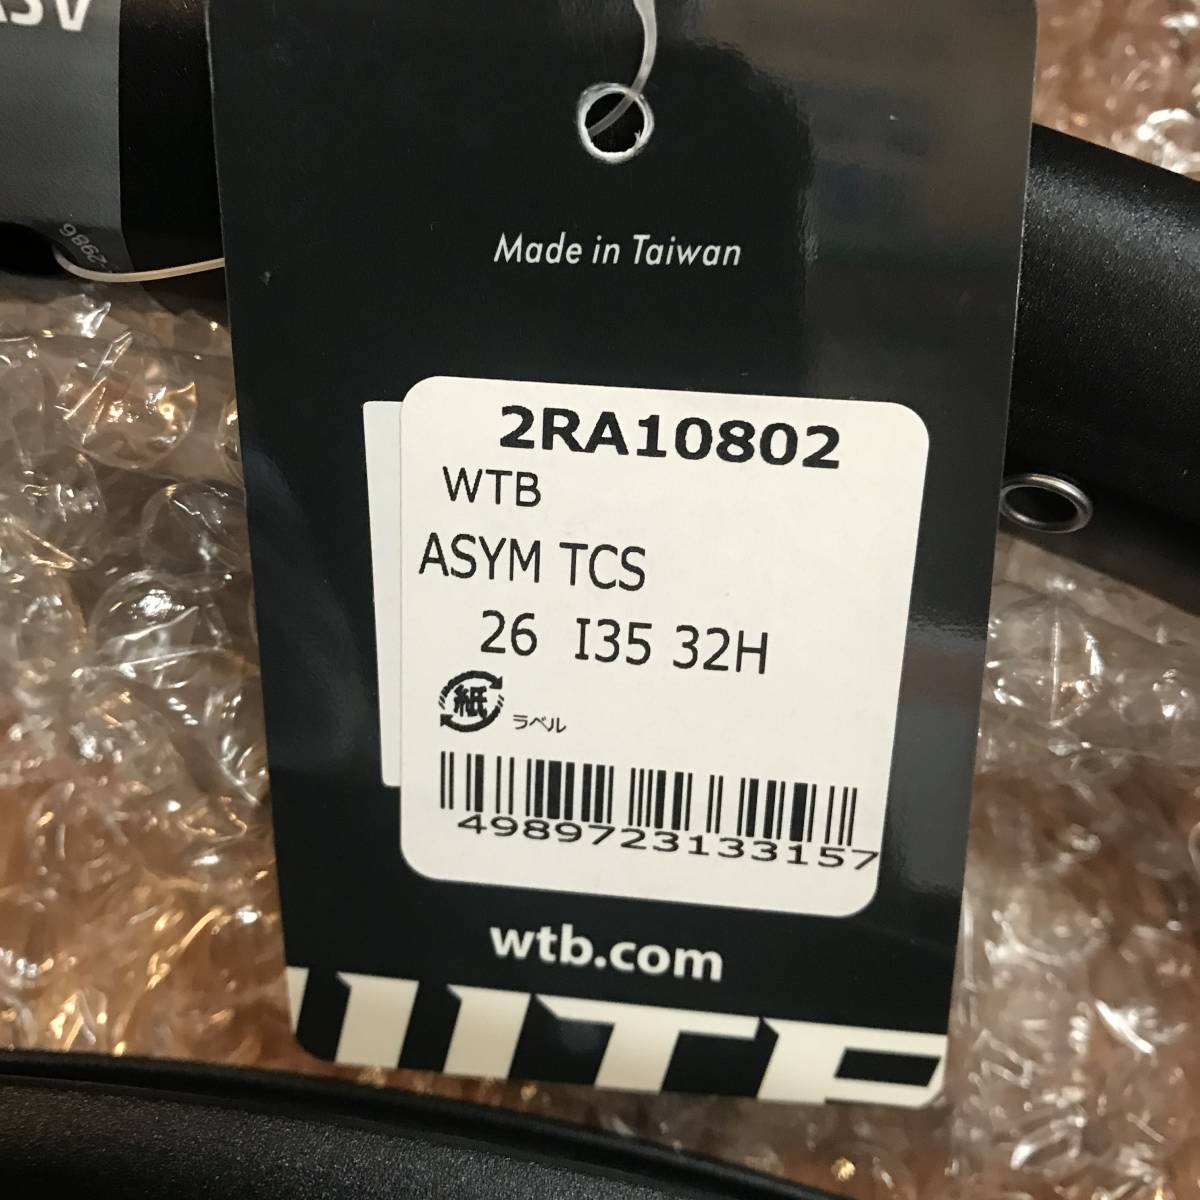 Made in Taiwan
2RA10802
WTB
ASYM TCS
26 I35 32H
紙 ラベル
4989723133157
wtb.com